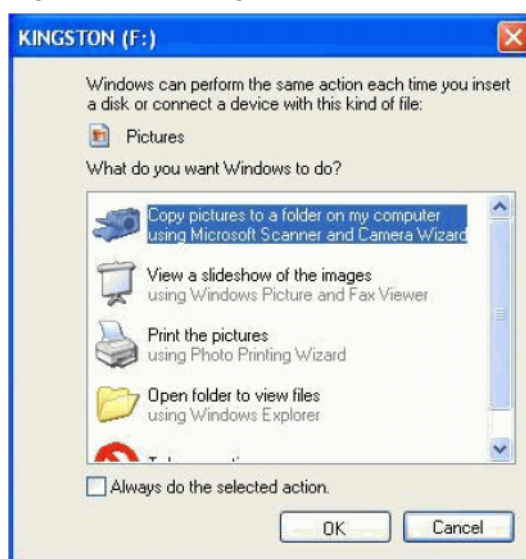 KINGSTON (F:)
Windows can perform the same action each time you insert
a disk or connect a device with this kind of file:
Pictures
What do you want Windows to do?
Copy pictures to a folder on my computer
using Microsoft Scanner and Camera Wizard
View a slideshow of the images
using Windows Picture and Fax Viewer
Print the pictures
using Photo Printing Wizard
Open folder to view files
using Windows Explorer
Always do the selected action.
OK
Cancel